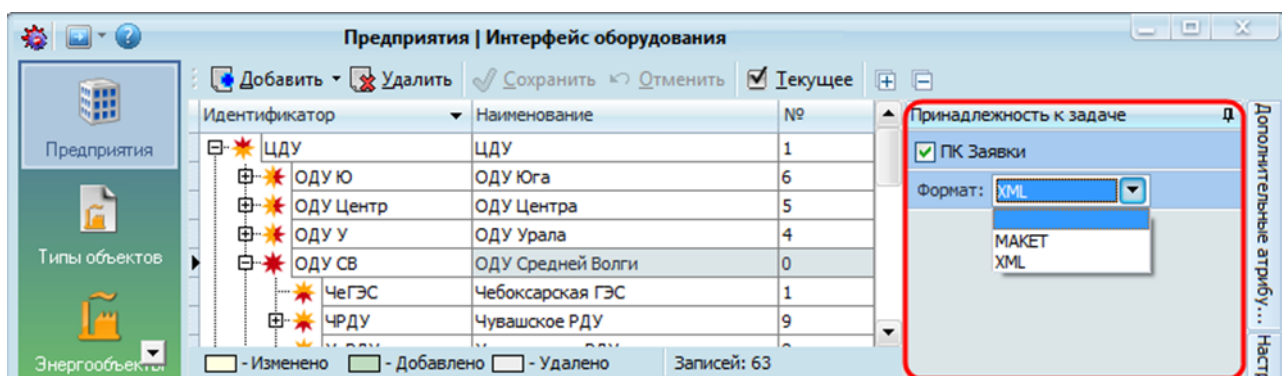 Предприятия | Интерфейс оборудования
Добавить Удалить Сохранить Отменить Текущее
Предприятия
Типы объектов
Энергообъекты
Идентификатор Наименование №
ЦДУ ЦДУ 1
ОДУ Ю ОДУ Юга 6
ОДУ Центр ОДУ Центра 5
ОДУ У ОДУ Урала 4
ОДУ СВ ОДУ Средней Волги 0
ЧеГЭС Чебоксарская ГЭС 1
ЧРДУ Чувашское РДУ 9
- Изменено - Добавлено - Удалено Записей: 63
Принадлежность к задаче
ПК Заявки
Формат: XML
МАКЕТ
XML
Дополнительные атрибу...